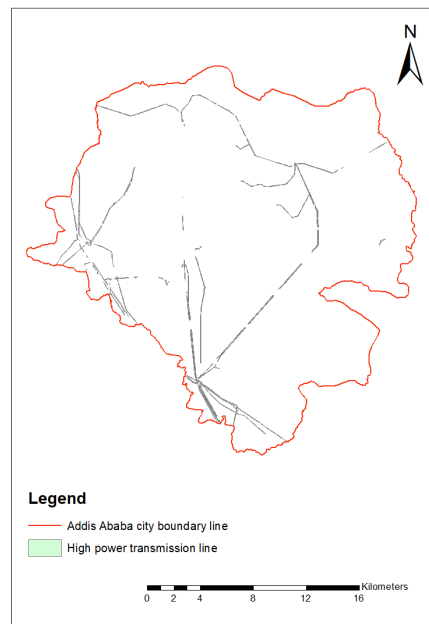 N
Legend
Addis Ababa city boundary line
High power transmission line
Kilometers
0 2 4 8 12 16